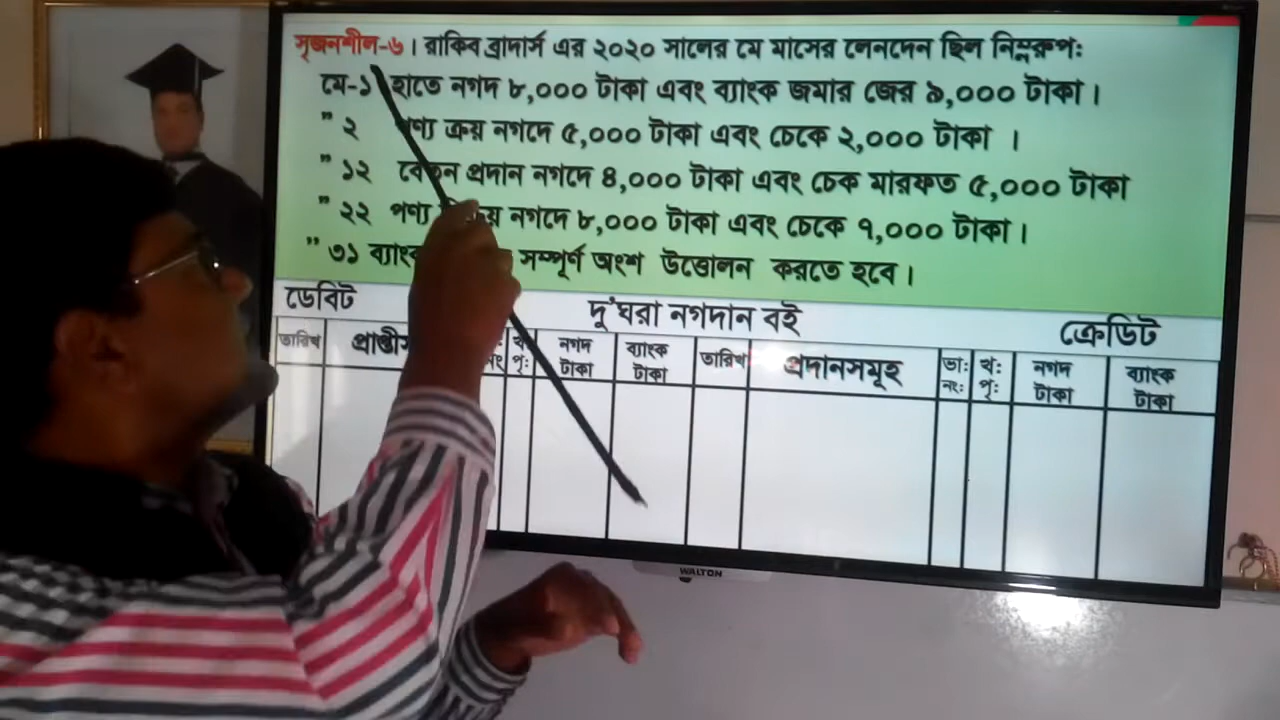 সৃজনশীল-৬। রাকিব ব্রাদার্স এর ২০২০ সালের মে মাসের লেনদেন ছিল নিম্নরুপ:
মে-১ হাতে নগদ ৮,০০০ টাকা এবং ব্যাংক জমার জের ৯,০০০ টাকা।
" ২ পণ্য ক্রয় নগদে ৫,০০০ টাকা এবং চেকে ২,০০০ টাকা ।
" ১২ বেতন প্রদান নগদে ৪,০০০ টাকা এবং চেক মারফত ৫,০০০ টাকা
" ২২ পণ্য নগদে ৮,০০০ টাকা এবং চেকে ৭,০০০ টাকা।
" ৩১ ব্যাংক সম্পূর্ণ অংশ উত্তোলন করতে হবে।
ডেবিট দু'ঘরা নগদান বই ক্রেডিট
তারিখ খ: পৃ: নগদ টাকা ব্যাংক টাকা তারিখ প্রদানসমূহ ভা: নং: খ: পৃ: নগদ টাকা ব্যাংক টাকা
WALTON